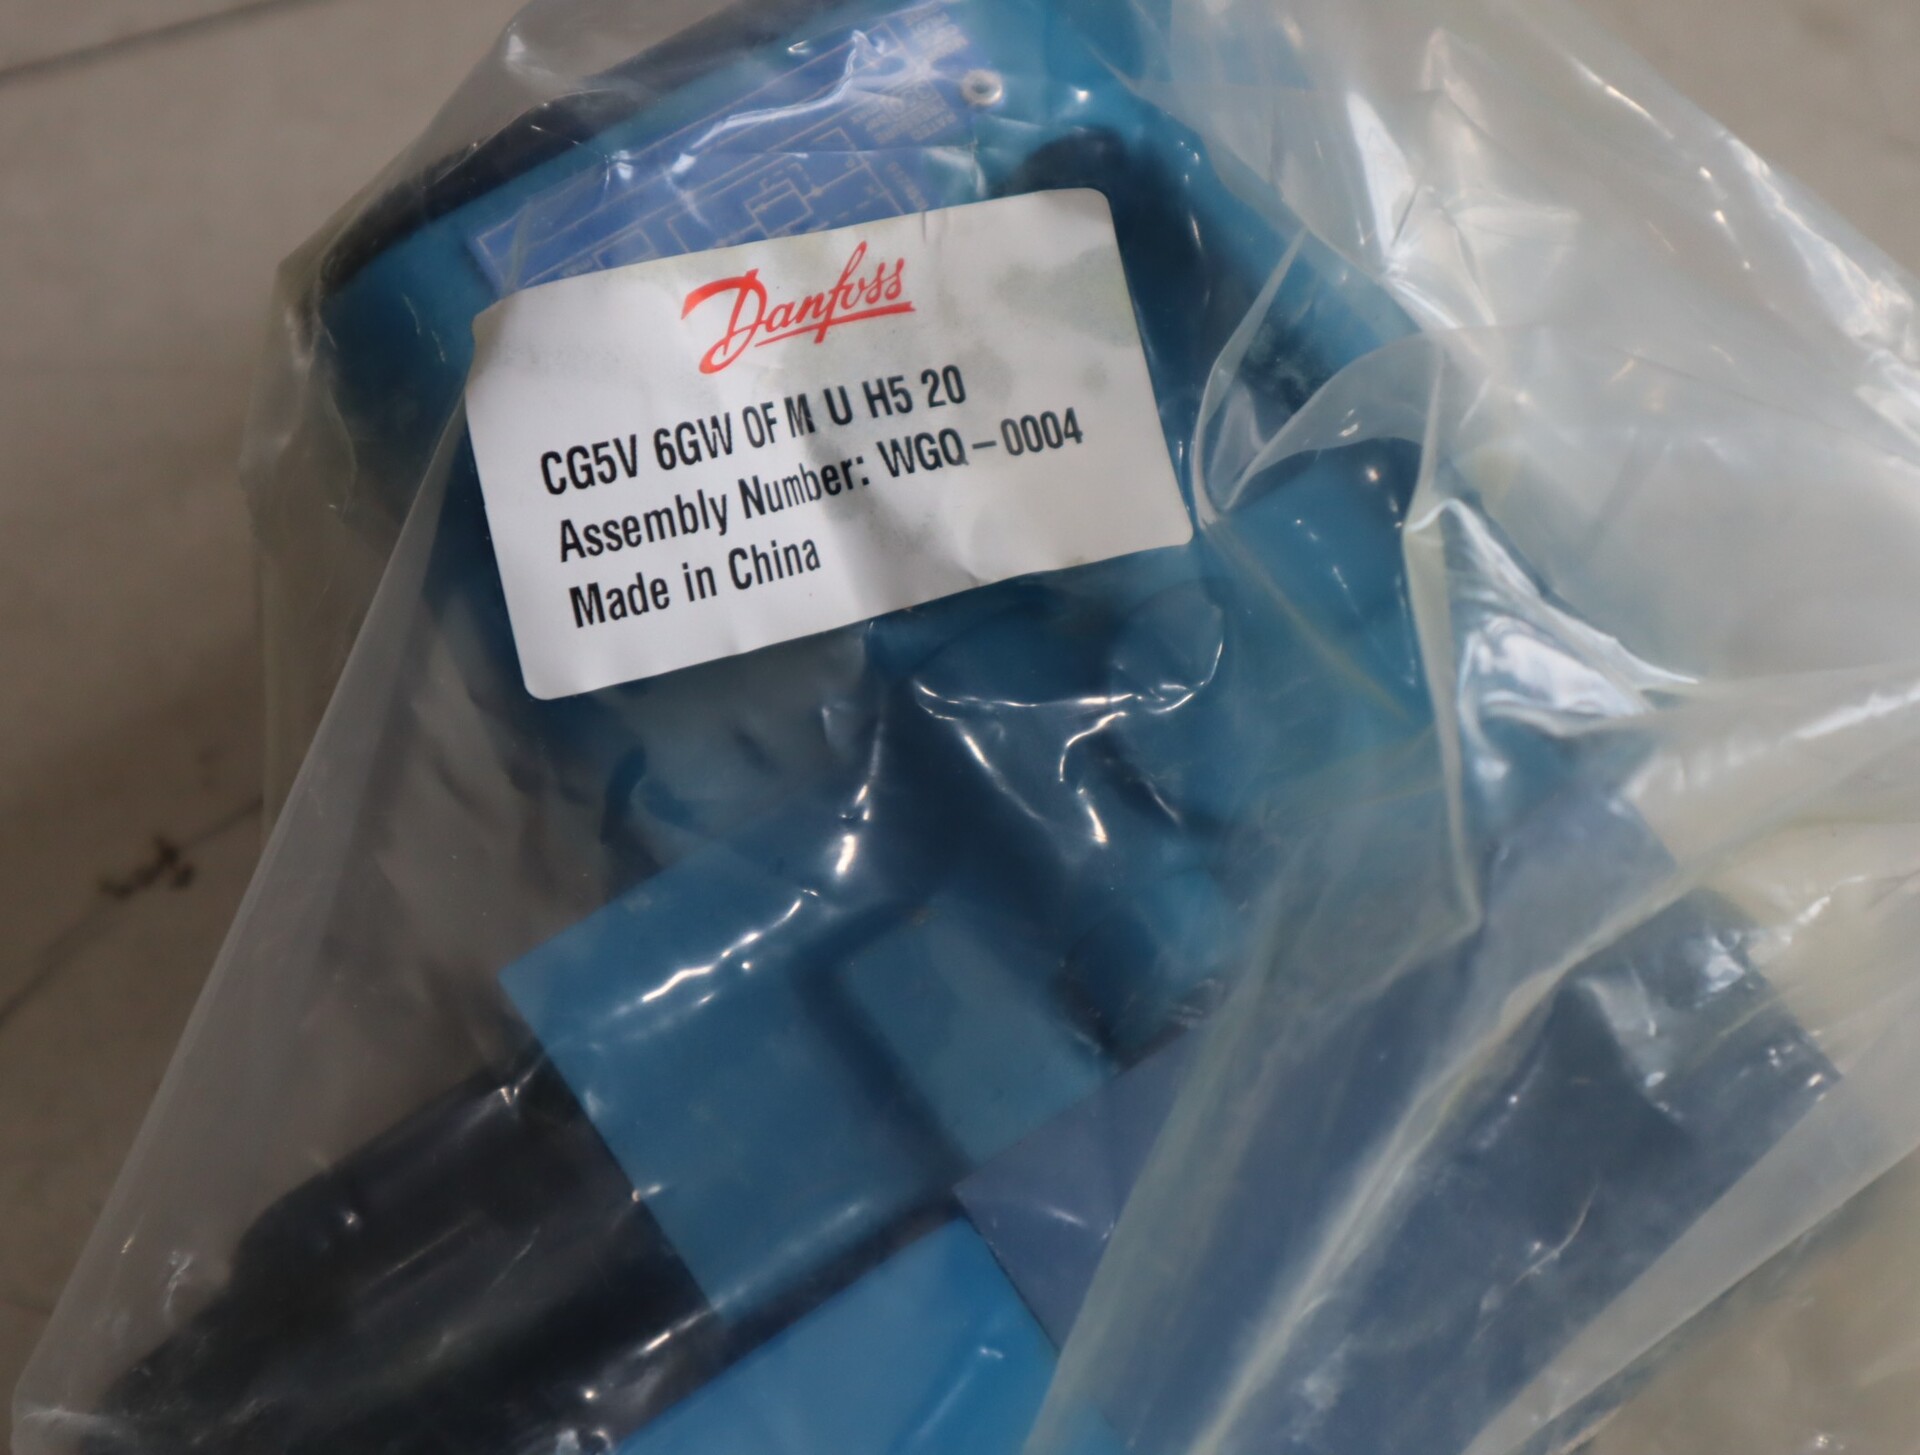 Danfoss
CG5V 6GW OF M U H5 20
Assembly Number: WGQ-0004
Made in China